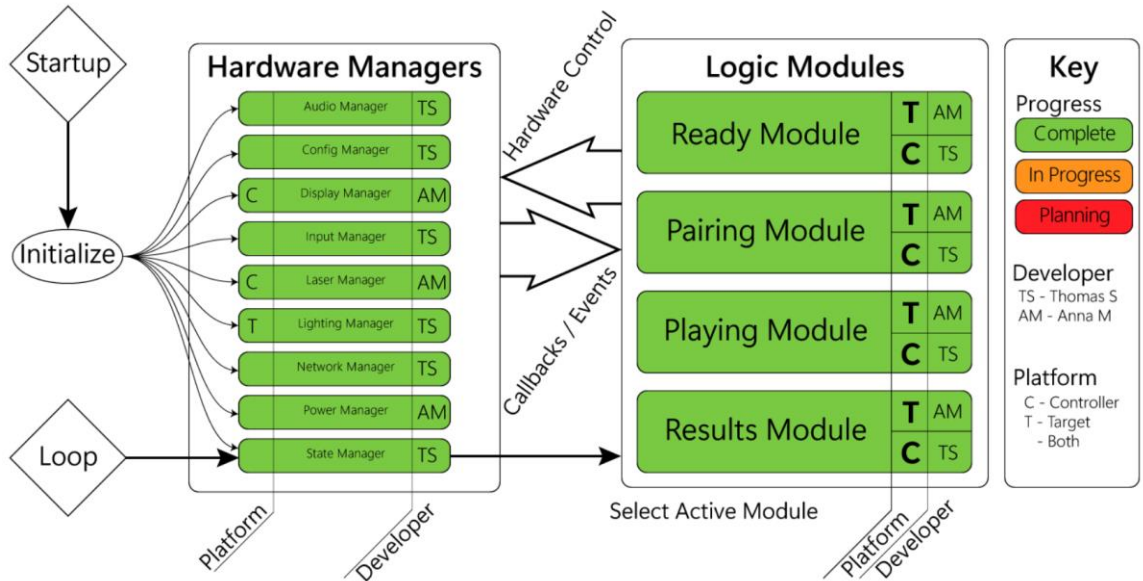 Startup
Initialize
Loop
Hardware Managers
Audio Manager TS
Config Manager TS
C Display Manager AM
Input Manager TS
C Laser Manager AM
T Lighting Manager TS
Network Manager TS
Power Manager AM
State Manager TS
Platform
Developer
Hardware Control
Callbacks / Events
Logic Modules
Ready Module
T AM
C TS
Pairing Module
T AM
C TS
Playing Module
T AM
C TS
Results Module
T AM
C TS
Select Active Module
Platform
Developer
Key
Progress
Complete
In Progress
Planning
Developer
TS - Thomas S
AM - Anna M
Platform
C - Controller
T - Target
- Both